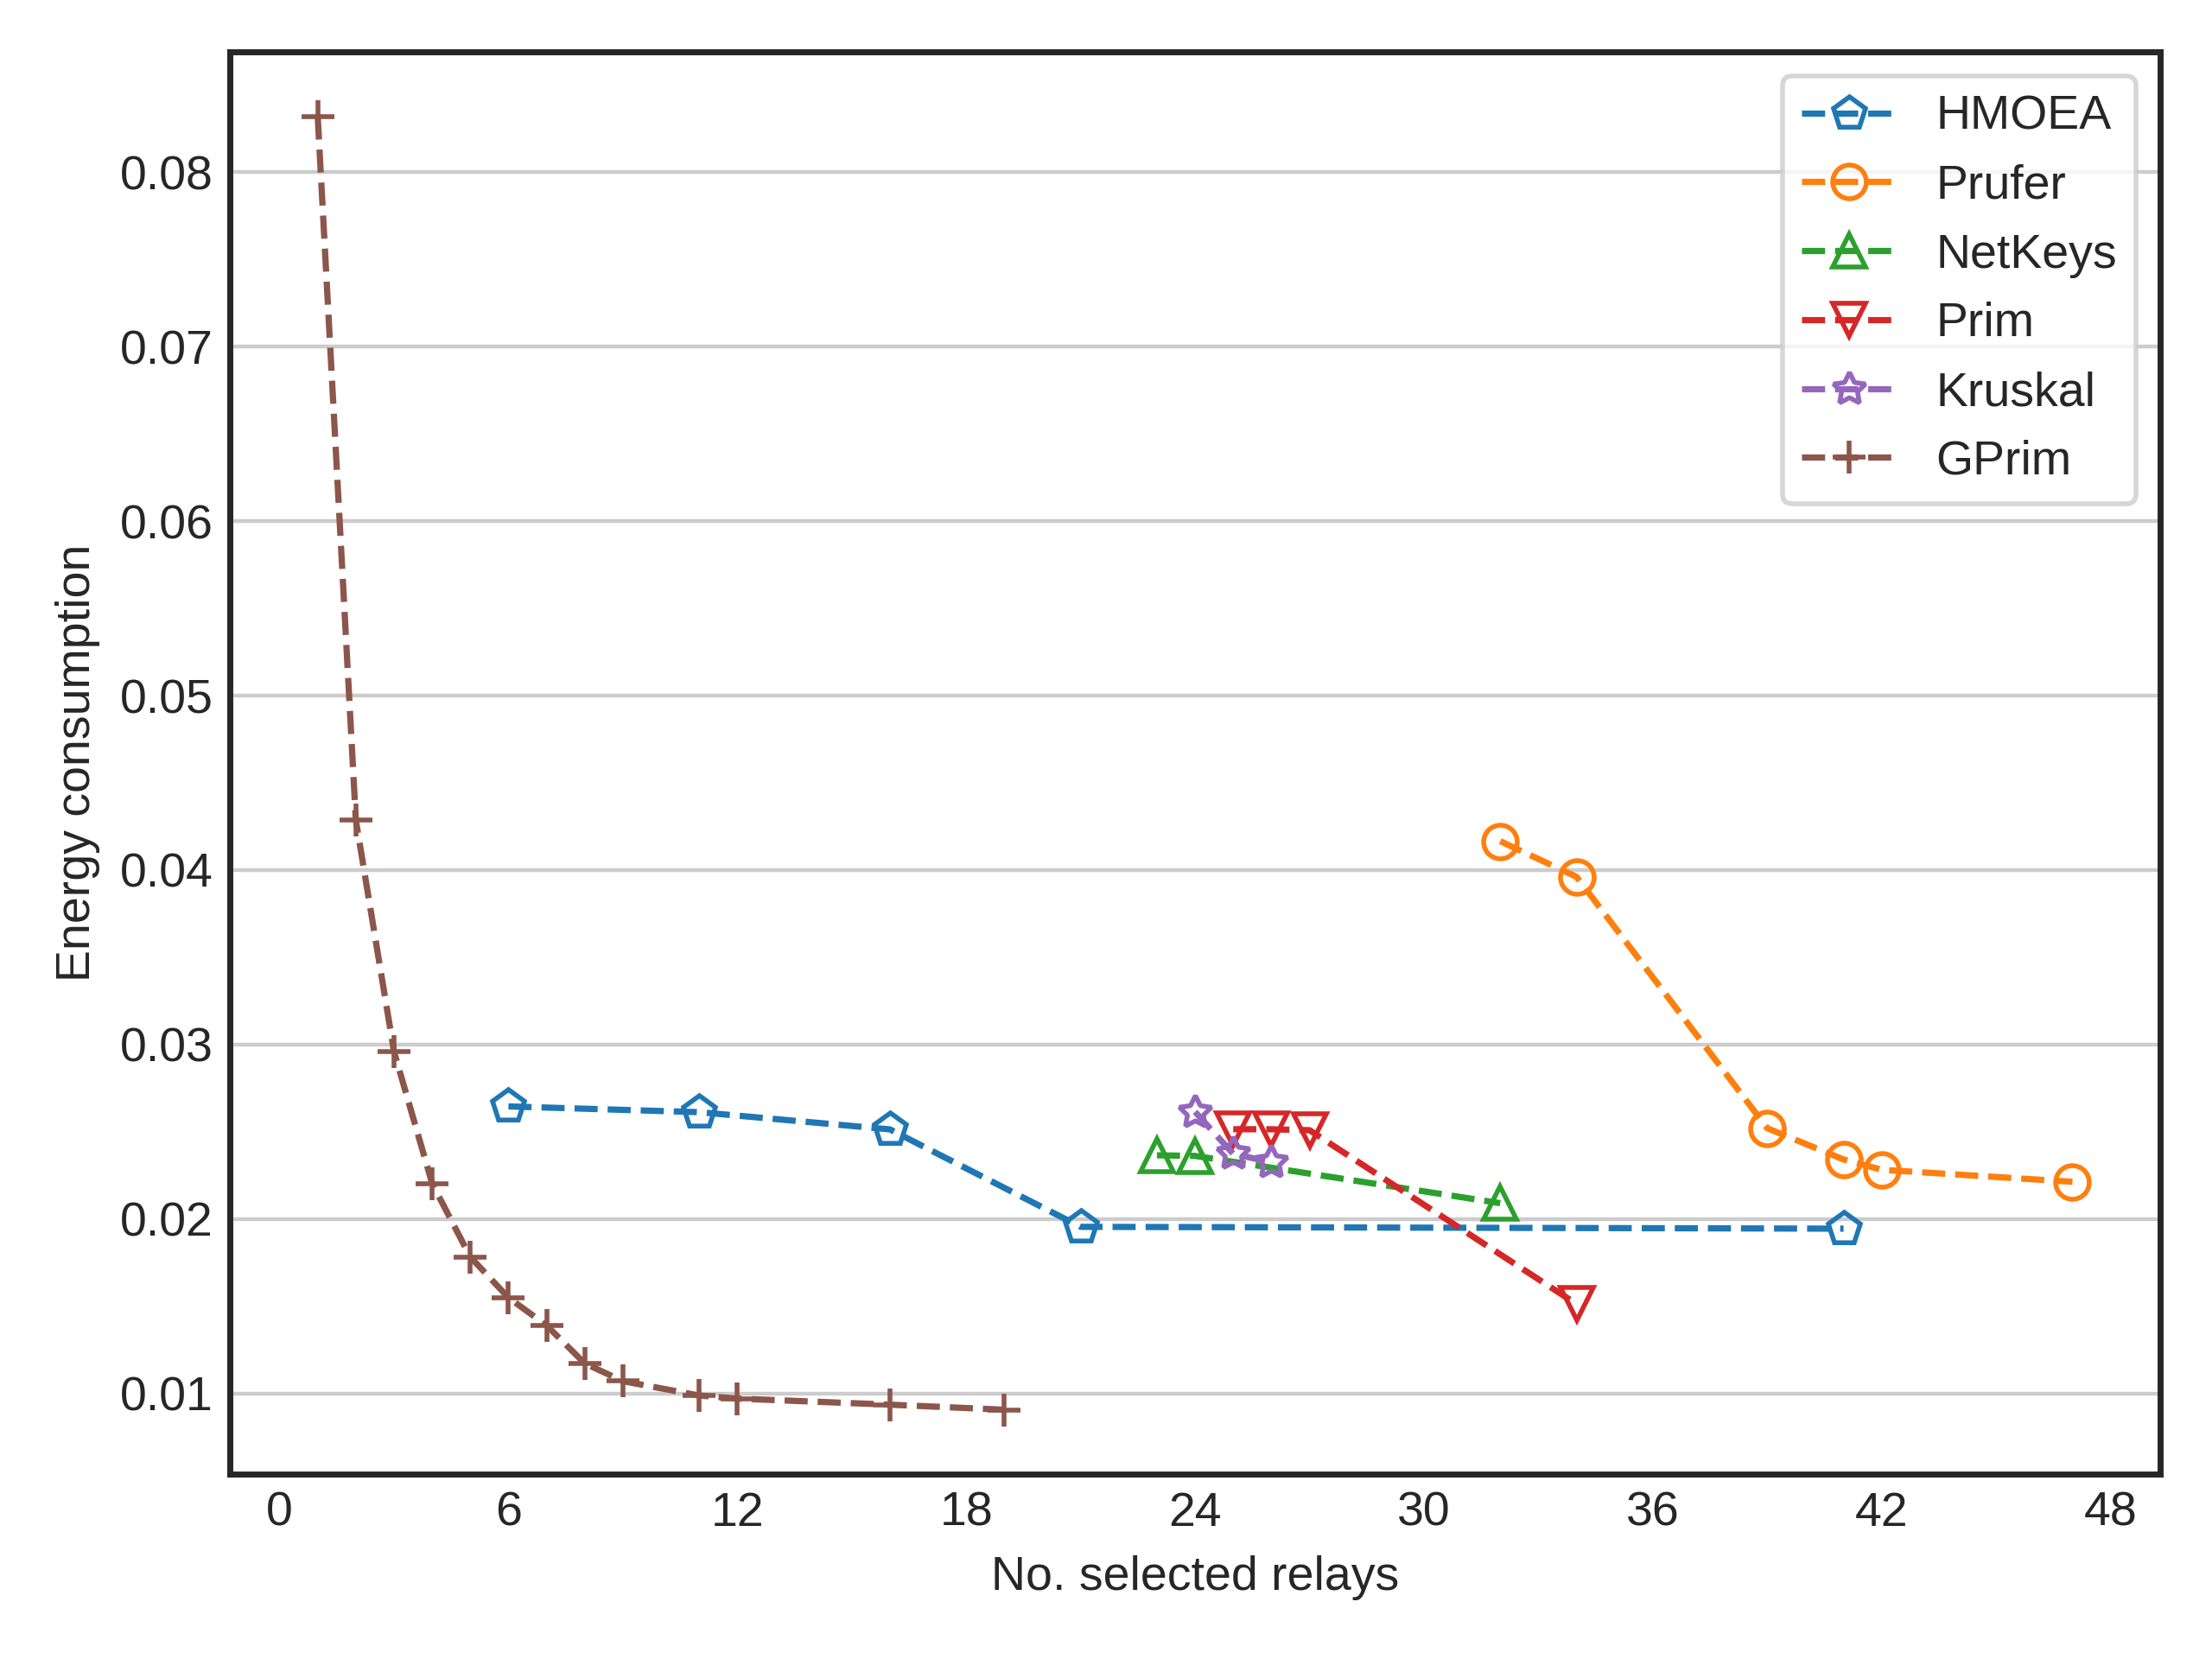 HMOEA
Prufer
NetKeys
Prim
Kruskal
GPrim
0.08
0.07
0.06
0.05
0.04
0.03
0.02
0.01
Energy consumption
0 6 12 18 24 30 36 42 48
No. selected relays